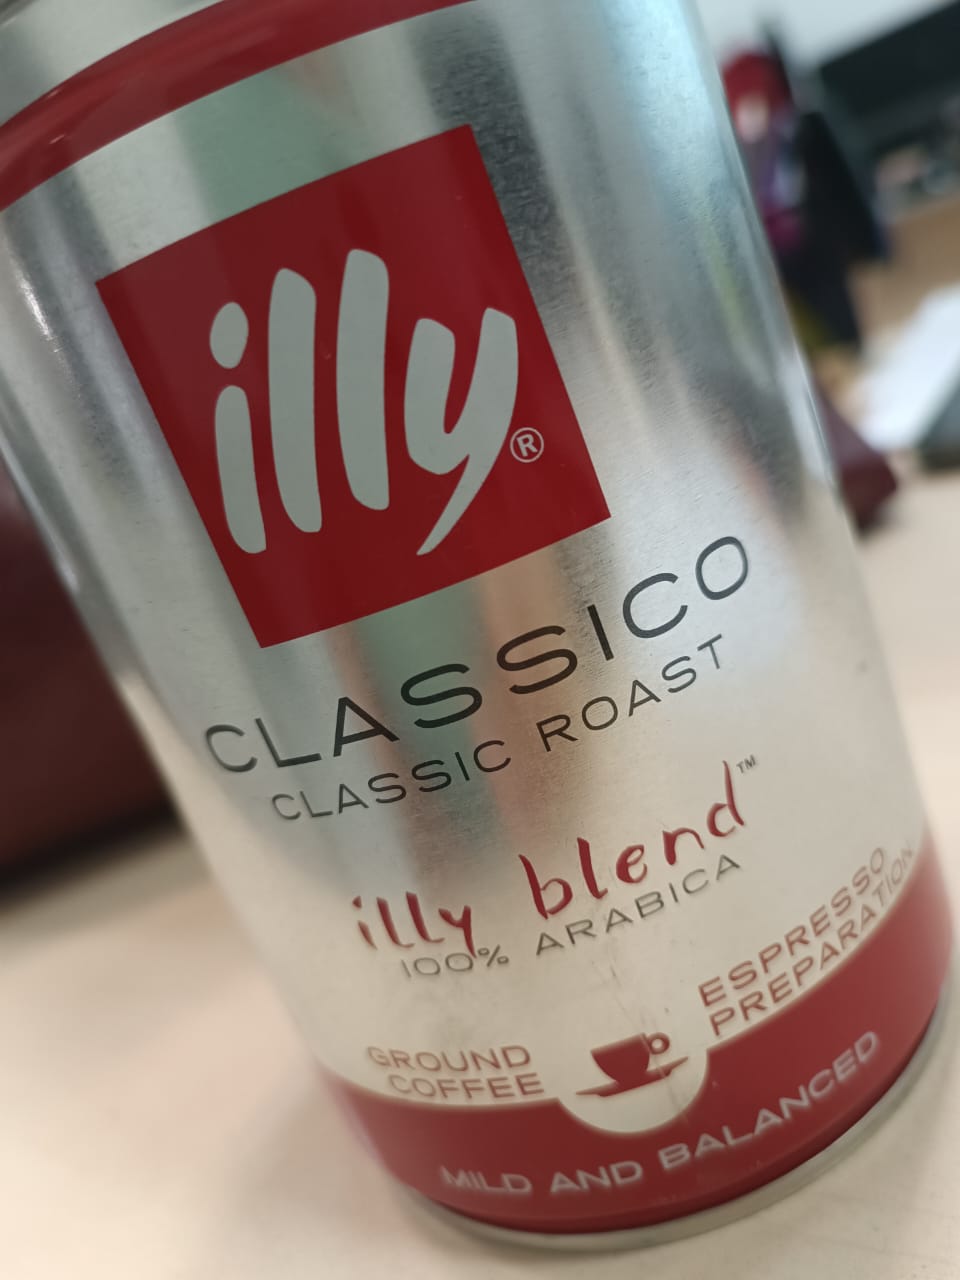 illy®
CLASSICO
CLASSIC ROAST
illy blend™
100% ARABICA
GROUND
COFFEE
ESPRESSO
PREPARATION
MILD AND BALANCED